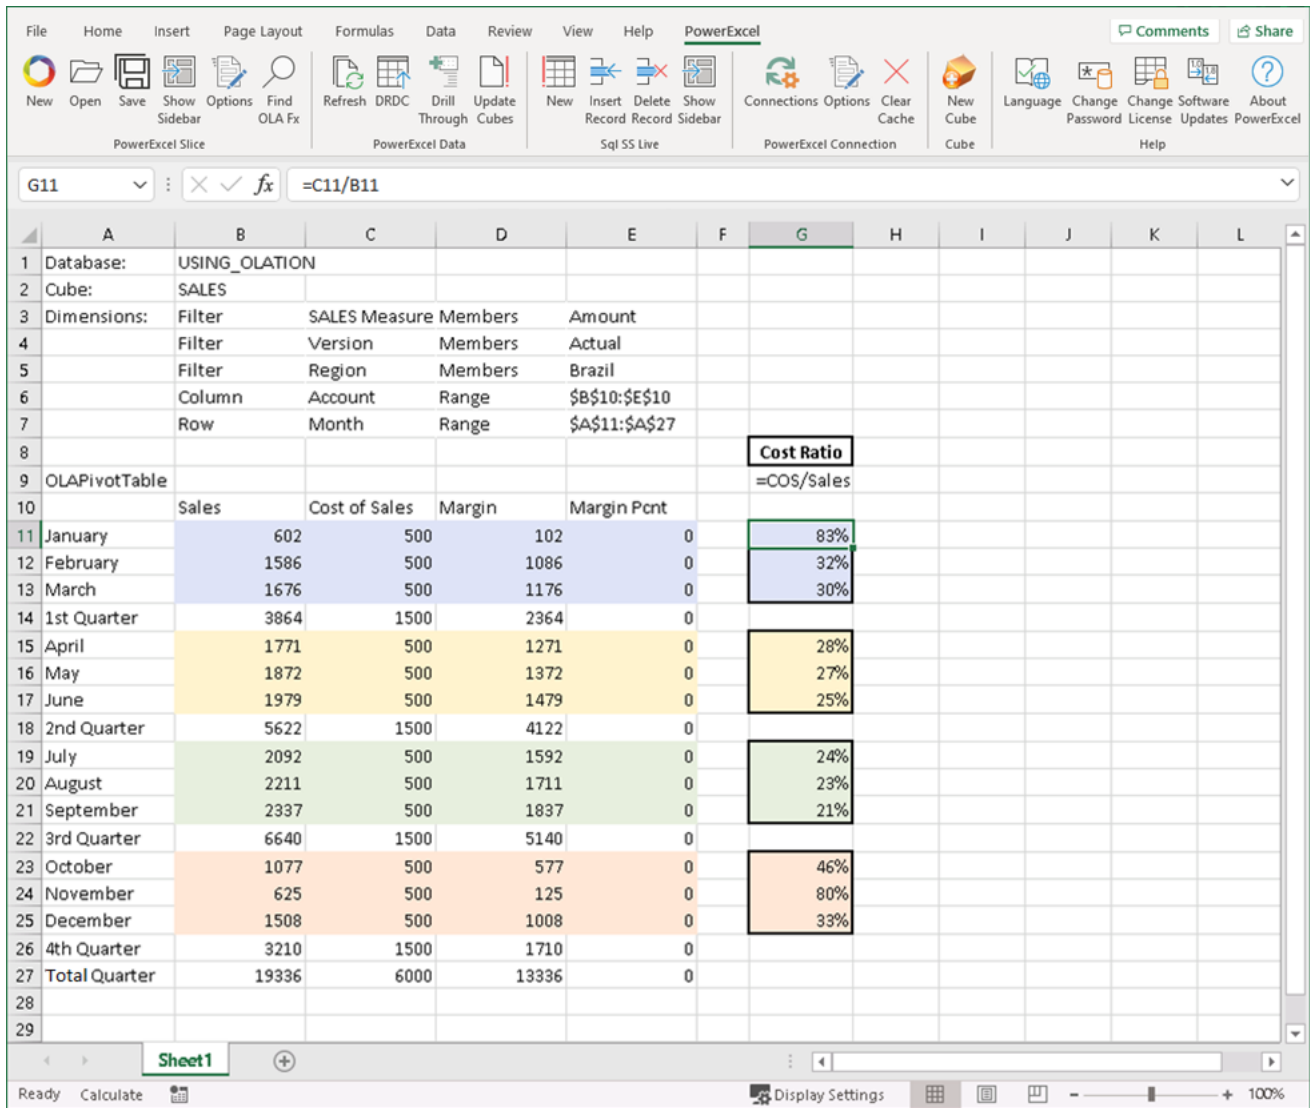 File Home Insert Page Layout Formulas Data Review View Help PowerExcel Comments Share
New Open Save Show Sidebar Options Find OLA Fx Refresh DRDC Drill Through Update Cubes New Insert Record Delete Record Show Sidebar Connections Options Clear Cache New Cube Language Change Password Change License Software Updates About PowerExcel
PowerExcel Slice PowerExcel Data Sql SS Live PowerExcel Connection Cube Help
G11 fx =C11/B11
A B C D E F G H I J K L
1 Database: USING_OLATION
2 Cube: SALES
3 Dimensions: Filter SALES Measure Members Amount
4 Filter Version Members Actual
5 Filter Region Members Brazil
6 Column Account Range $B$10:$E$10
7 Row Month Range $A$11:$A$27
8 Cost Ratio
9 OLAPivotTable =COS/Sales
10 Sales Cost of Sales Margin Margin Pcnt
11 January 602 500 102 0 83%
12 February 1586 500 1086 0 32%
13 March 1676 500 1176 0 30%
14 1st Quarter 3864 1500 2364 0
15 April 1771 500 1271 0 28%
16 May 1872 500 1372 0 27%
17 June 1979 500 1479 0 25%
18 2nd Quarter 5622 1500 4122 0
19 July 2092 500 1592 0 24%
20 August 2211 500 1711 0 23%
21 September 2337 500 1837 0 21%
22 3rd Quarter 6640 1500 5140 0
23 October 1077 500 577 0 46%
24 November 625 500 125 0 80%
25 December 1508 500 1008 0 33%
26 4th Quarter 3210 1500 1710 0
27 Total Quarter 19336 6000 13336 0
28
29
Sheet1
Ready Calculate Display Settings - + 100%